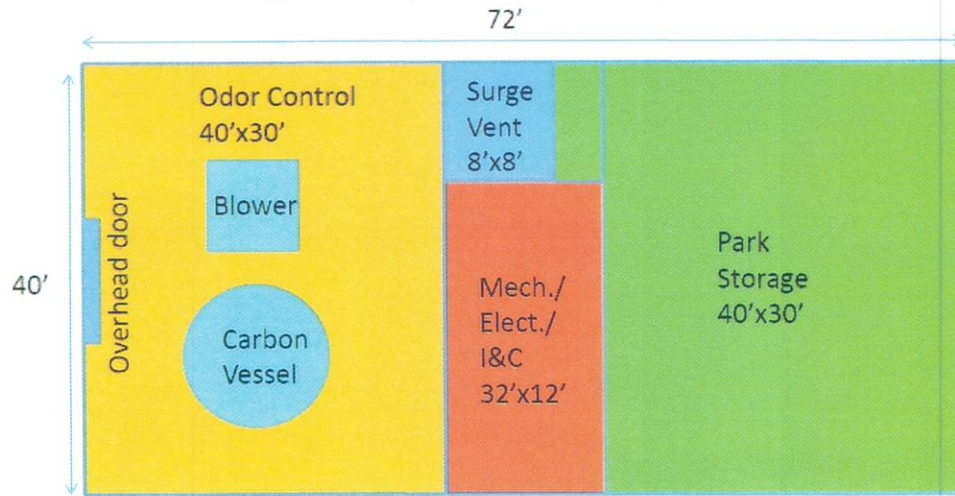 72'
Odor Control
40'x30'
Surge
Vent
8'x8'
Blower
Overhead door
40'
Park
Storage
40'x30'
Mech./
Elect./
I&C
32'x12'
Carbon
Vessel